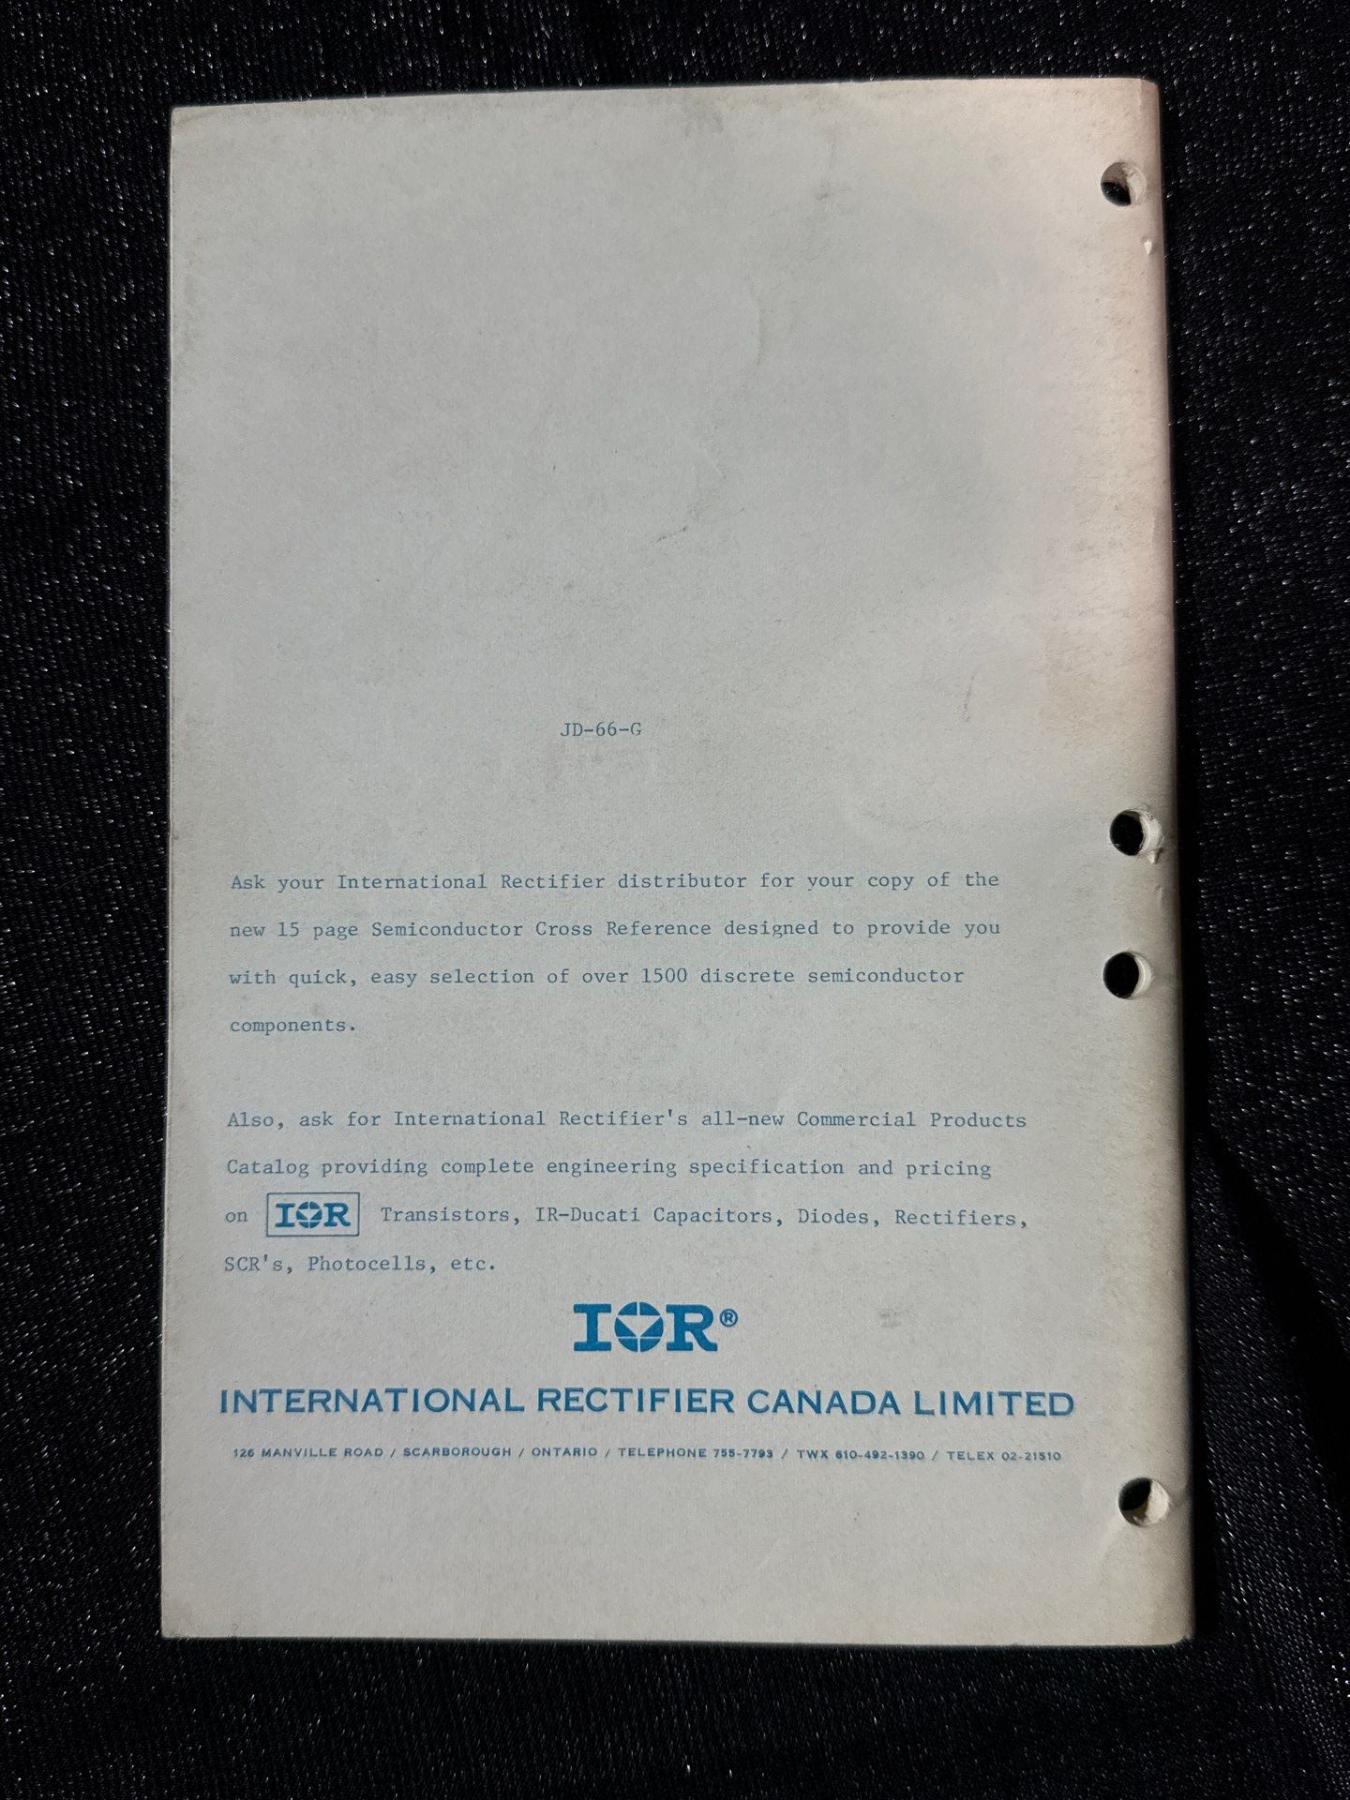 JD-66-G
Ask your International Rectifier distributor for your copy of the
new 15 page Semiconductor Cross Reference designed to provide you
with quick, easy selection of over 1500 discrete semiconductor
components.
Also, ask for International Rectifier's all-new Commercial Products
Catalog providing complete engineering specification and pricing
on IOR Transistors, IR-Ducati Capacitors, Diodes, Rectifiers,
SCR's, Photocells, etc.
IOR®
INTERNATIONAL RECTIFIER CANADA LIMITED
126 MANVILLE ROAD / SCARBOROUGH / ONTARIO / TELEPHONE 755-7793 / TWX 610-492-1390 / TELEX 02-21510